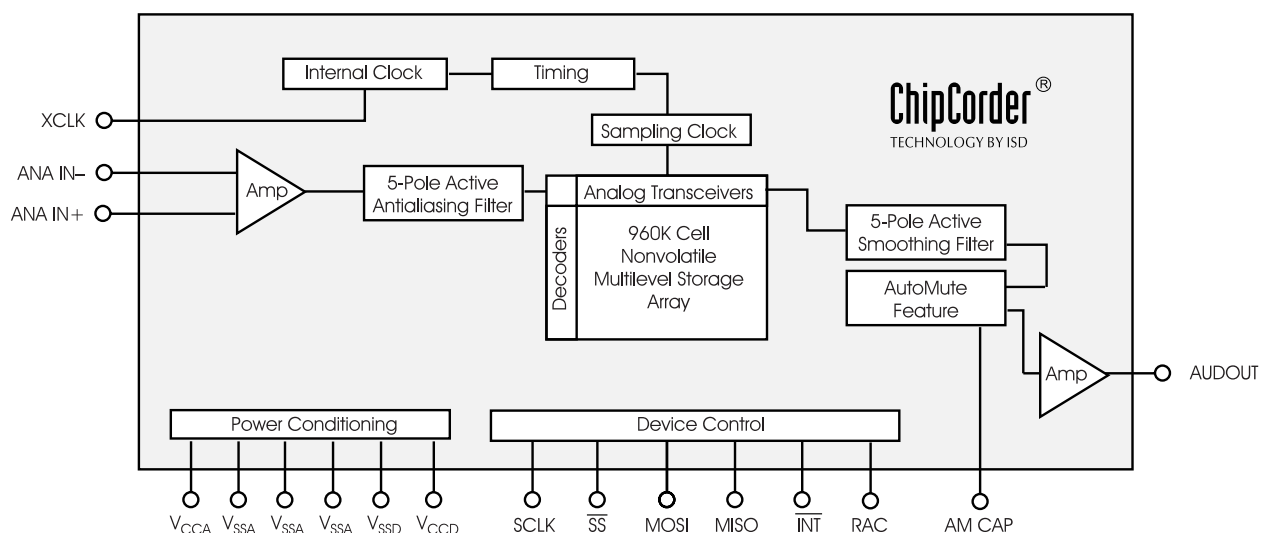 Internal Clock
Timing
ChipCorder®
TECHNOLOGY BY ISD
XCLK
Sampling Clock
ANA IN–
ANA IN+
Amp
5-Pole Active
Antialiasing Filter
Analog Transceivers
Decoders
960K Cell
Nonvolatile
Multilevel Storage
Array
5-Pole Active
Smoothing Filter
AutoMute
Feature
Amp
AUDOUT
Power Conditioning
Device Control
VCCA VSSA VSSA VSSA VSSD VCCD SCLK SS MOSI MISO INT RAC AM CAP